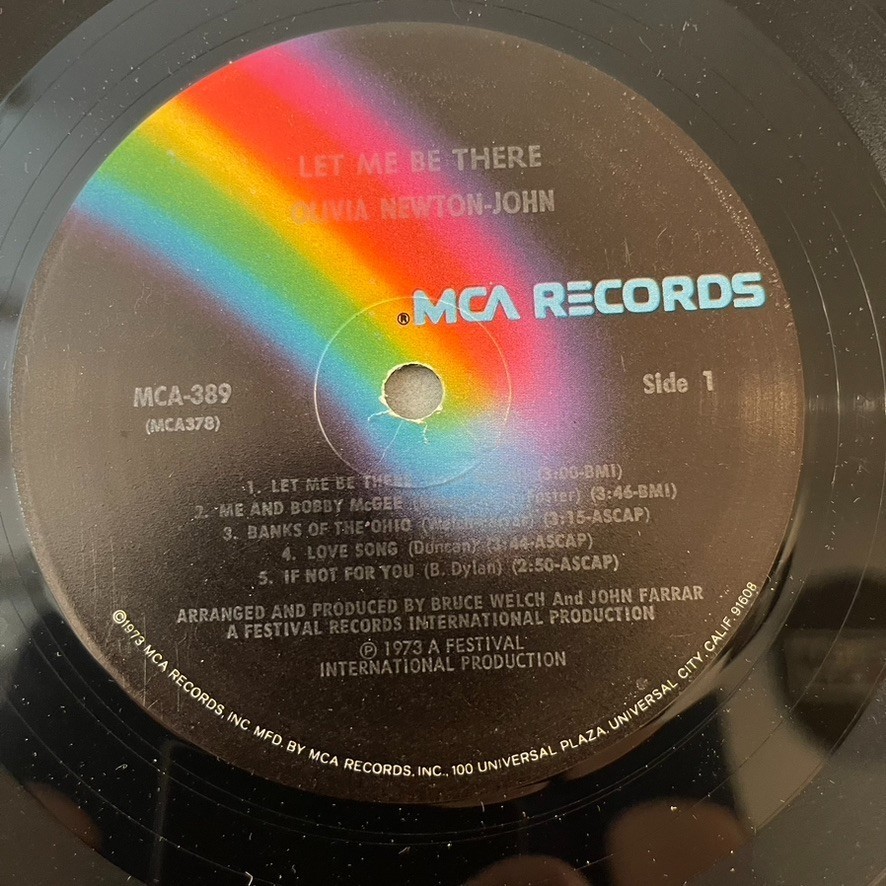 LET ME BE THERE
OLIVIA NEWTON-JOHN
® MCA RECORDS
MCA-389
(MCA378)
Side 1
1. LET ME BE THERE (3:00-BMI)
2. ME AND BOBBY McGEE Foster) (3:46-BMI)
3. BANKS OF THE OHIO (Welch-Farrar) (3:15-ASCAP)
4. LOVE SONG (Duncan) (3:44-ASCAP)
5. IF NOT FOR YOU (B. Dylan) (2:50-ASCAP)
ARRANGED AND PRODUCED BY BRUCE WELCH And JOHN FARRAR
A FESTIVAL RECORDS INTERNATIONAL PRODUCTION
℗ 1973 A FESTIVAL
INTERNATIONAL PRODUCTION
©1973 MCA RECORDS, INC. MFD. BY MCA RECORDS, INC., 100 UNIVERSAL PLAZA, UNIVERSAL CITY, CALIF. 91608